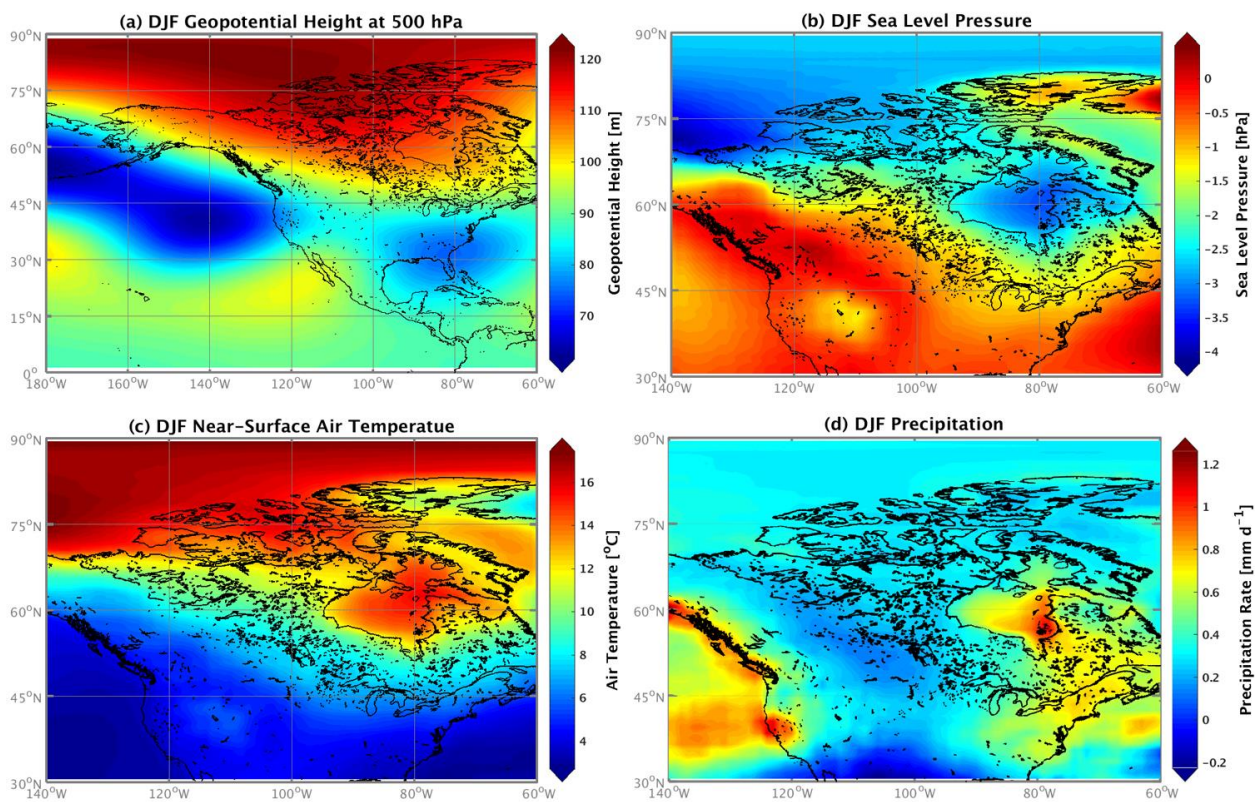 (a) DJF Geopotential Height at 500 hPa
90°N
75°N
60°N
45°N
30°N
15°N
0°
180°W 160°W 140°W 120°W 100°W 80°W 60°W
120
110
100
90
80
70
Geopotential Height [m]
(b) DJF Sea Level Pressure
90°N
75°N
60°N
45°N
30°N
140°W 120°W 100°W 80°W 60°W
0
-0.5
-1
-1.5
-2
-2.5
-3
-3.5
-4
Sea Level Pressure [hPa]
(c) DJF Near-Surface Air Temperatue
90°N
75°N
60°N
45°N
30°N
140°W 120°W 100°W 80°W 60°W
16
14
12
10
8
6
4
Air Temperature [°C]
(d) DJF Precipitation
90°N
75°N
60°N
45°N
30°N
140°W 120°W 100°W 80°W 60°W
1.2
1
0.8
0.6
0.4
0.2
0
-0.2
Precipitation Rate [mm d⁻¹]